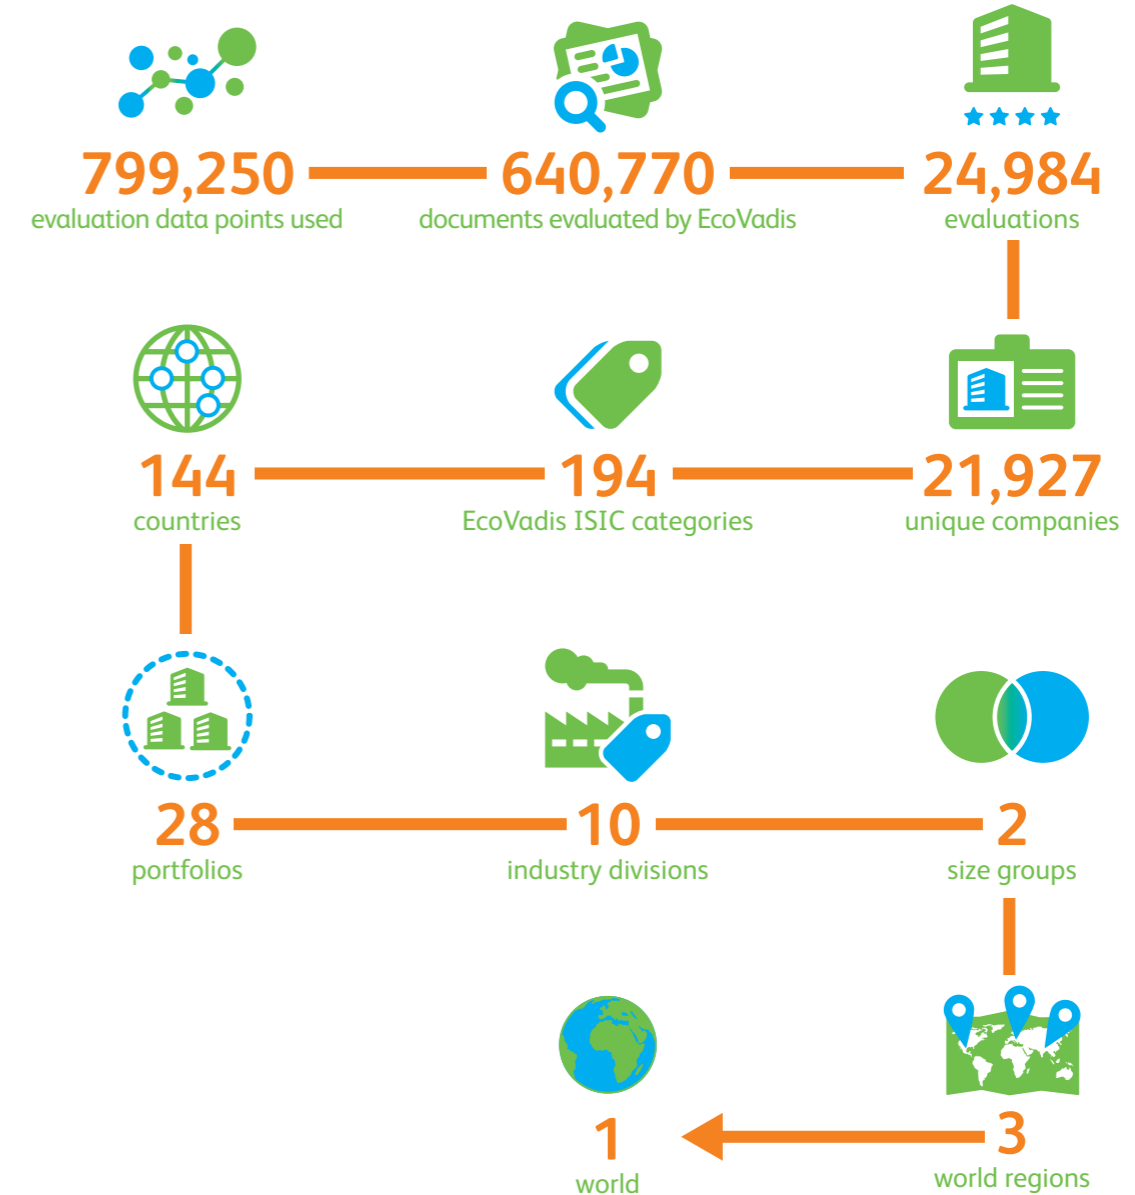 799,250
evaluation data points used
640,770
documents evaluated by EcoVadis
24,984
evaluations
21,927
unique companies
194
EcoVadis ISIC categories
144
countries
28
portfolios
10
industry divisions
2
size groups
3
world regions
1
world